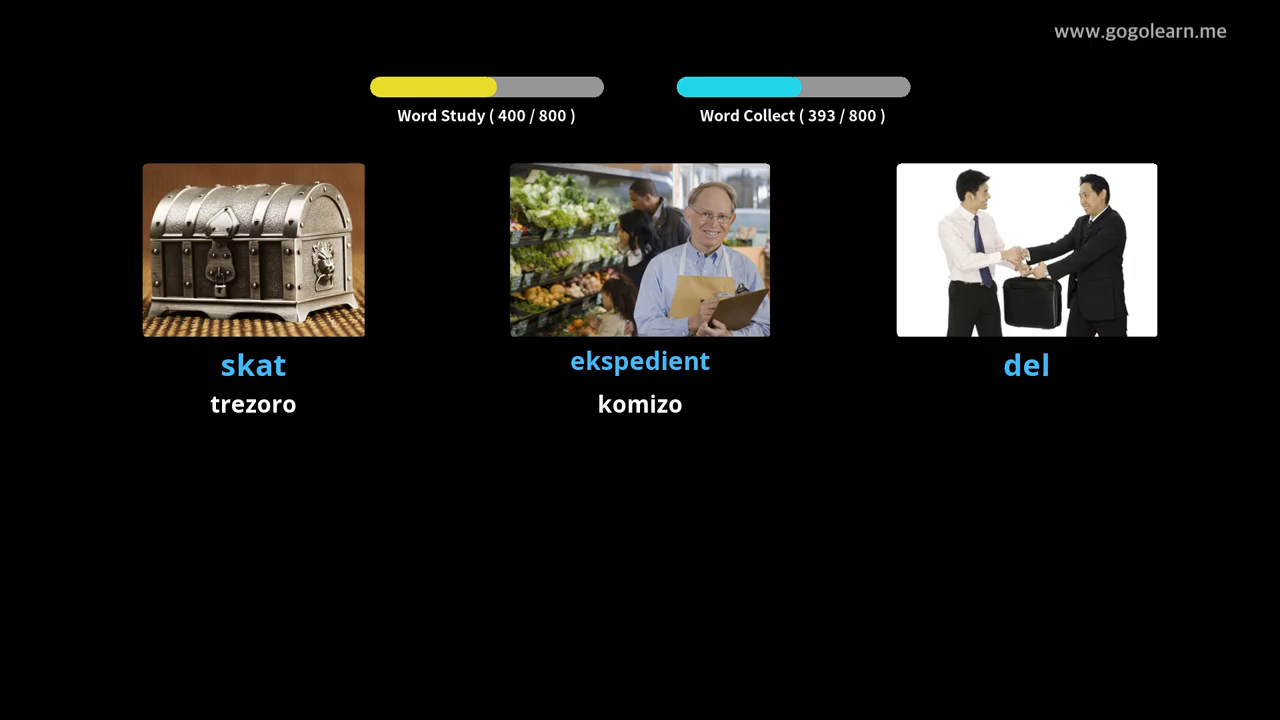 www.gogolearn.me
Word Study ( 400 / 800 )
Word Collect ( 393 / 800 )
skat
trezoro
ekspedient
komizo
del